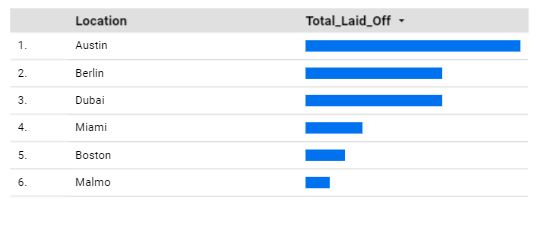 Location Total_Laid_Off
1. Austin
2. Berlin
3. Dubai
4. Miami
5. Boston
6. Malmo